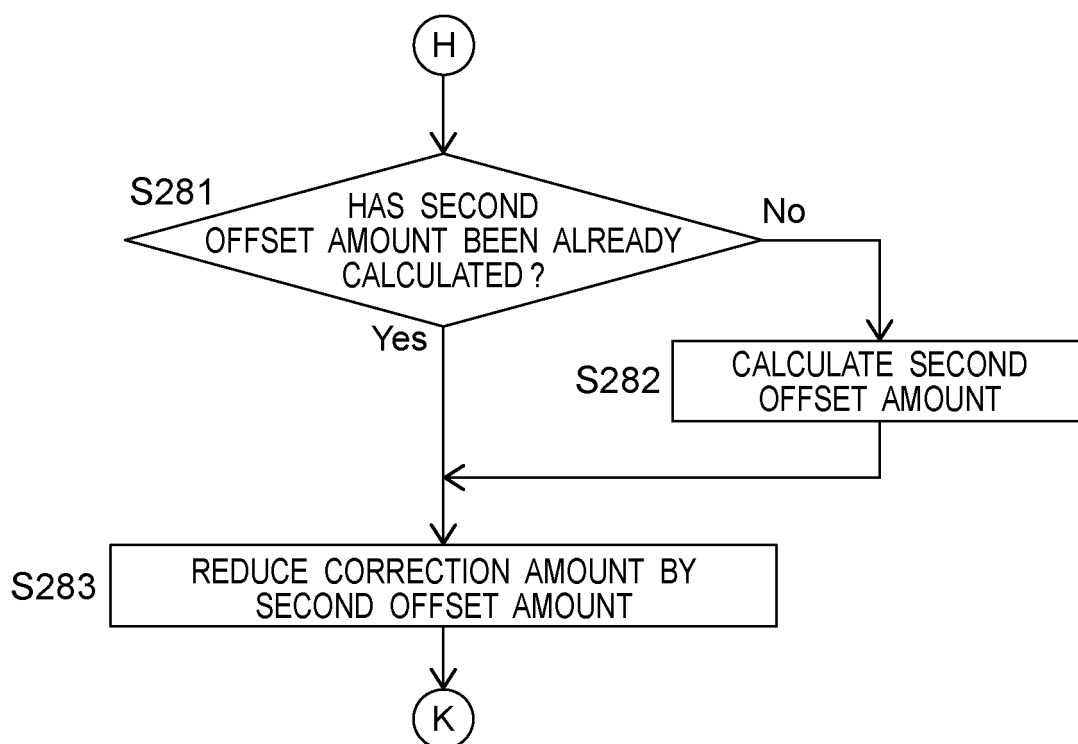 H
S281
HAS SECOND
OFFSET AMOUNT BEEN ALREADY
CALCULATED ?
No
Yes
S282
CALCULATE SECOND
OFFSET AMOUNT
S283
REDUCE CORRECTION AMOUNT BY
SECOND OFFSET AMOUNT
K